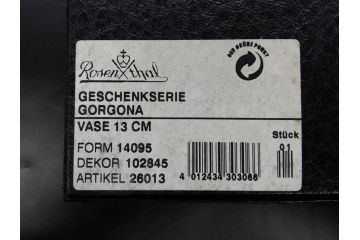 Rosenthal
DER GRÜNE PUNKT
GESCHENKSERIE
GORGONA
VASE 13 CM
Stück
FORM 14095
01
DEKOR 102845
ARTIKEL 26013
4 012434 303066